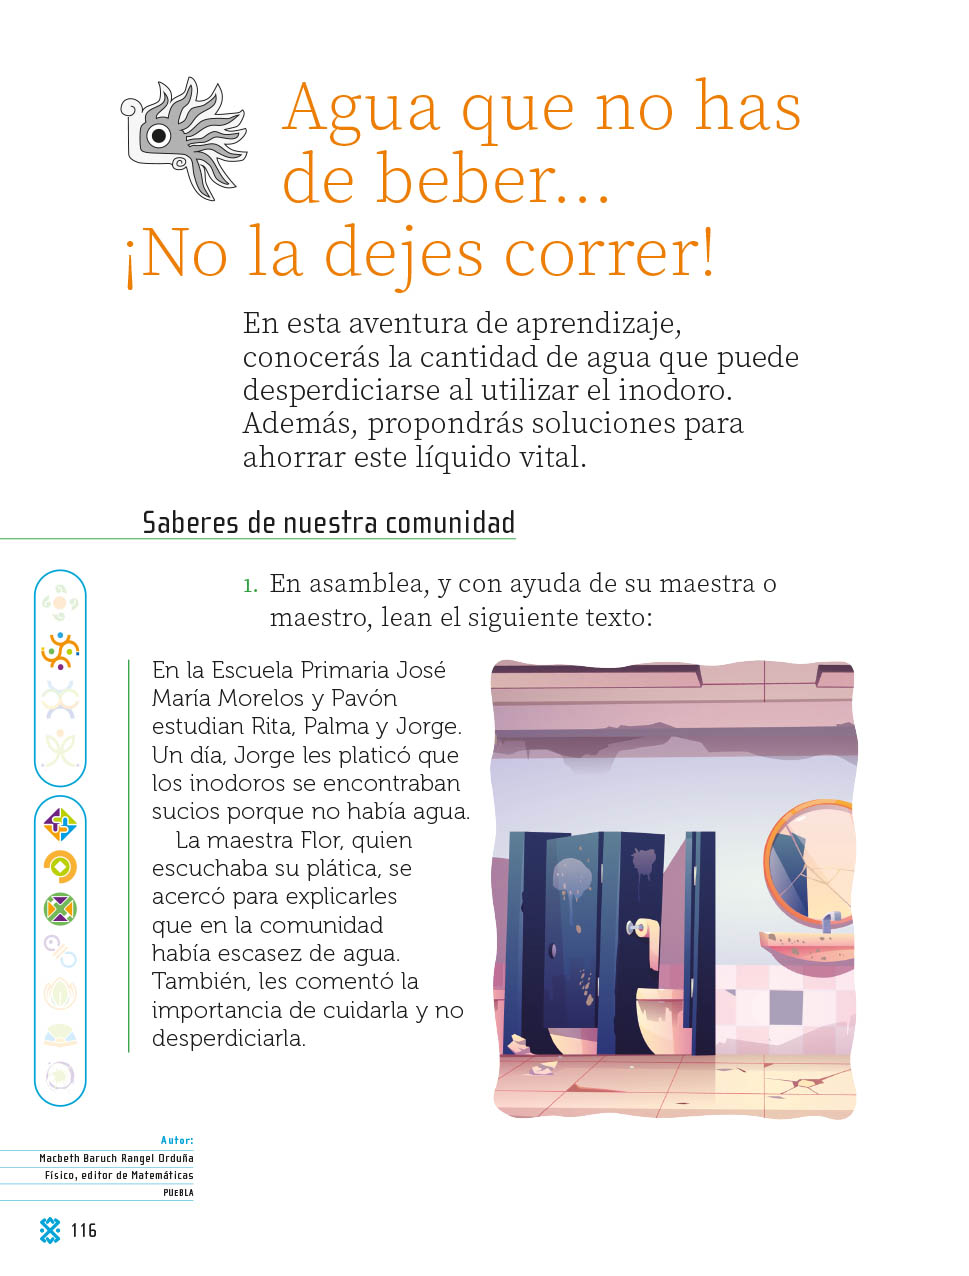 Agua que no has
de beber...
¡No la dejes correr!
En esta aventura de aprendizaje,
conocerás la cantidad de agua que puede
desperdiciarse al utilizar el inodoro.
Además, propondrás soluciones para
ahorrar este líquido vital.
Saberes de nuestra comunidad
1. En asamblea, y con ayuda de su maestra o
maestro, lean el siguiente texto:
En la Escuela Primaria José
María Morelos y Pavón
estudian Rita, Palma y Jorge.
Un día, Jorge les platicó que
los inodoros se encontraban
sucios porque no había agua.
La maestra Flor, quien
escuchaba su plática, se
acercó para explicarles
que en la comunidad
había escasez de agua.
También, les comentó la
importancia de cuidarla y no
desperdiciarla.
Autor:
Macbeth Baruch Rangel Orduña
Físico, editor de Matemáticas
PUEBLA
116